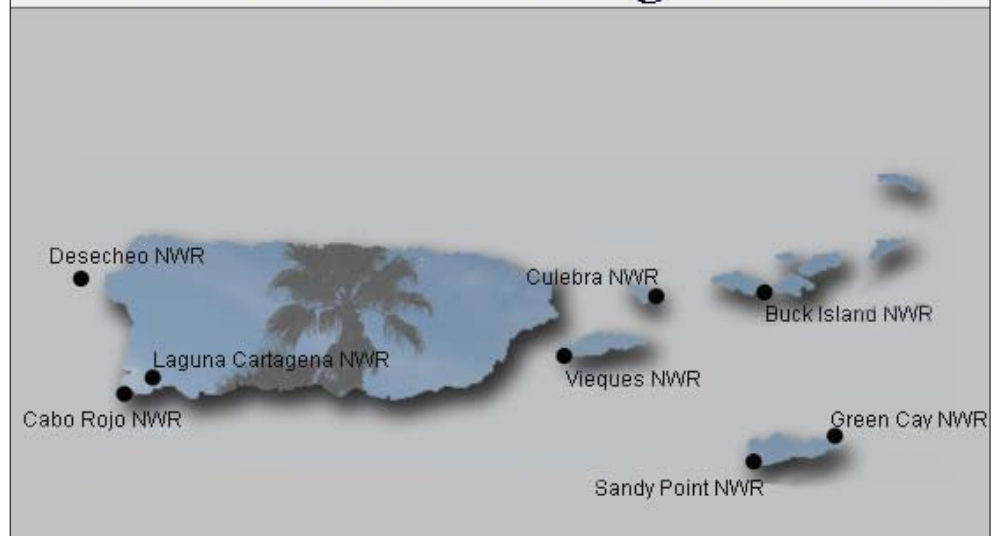 Desecheo NWR
Culebra NWR
Buck Island NWR
Laguna Cartagena NWR
Vieques NWR
Cabo Rojo NWR
Green Cay NWR
Sandy Point NWR